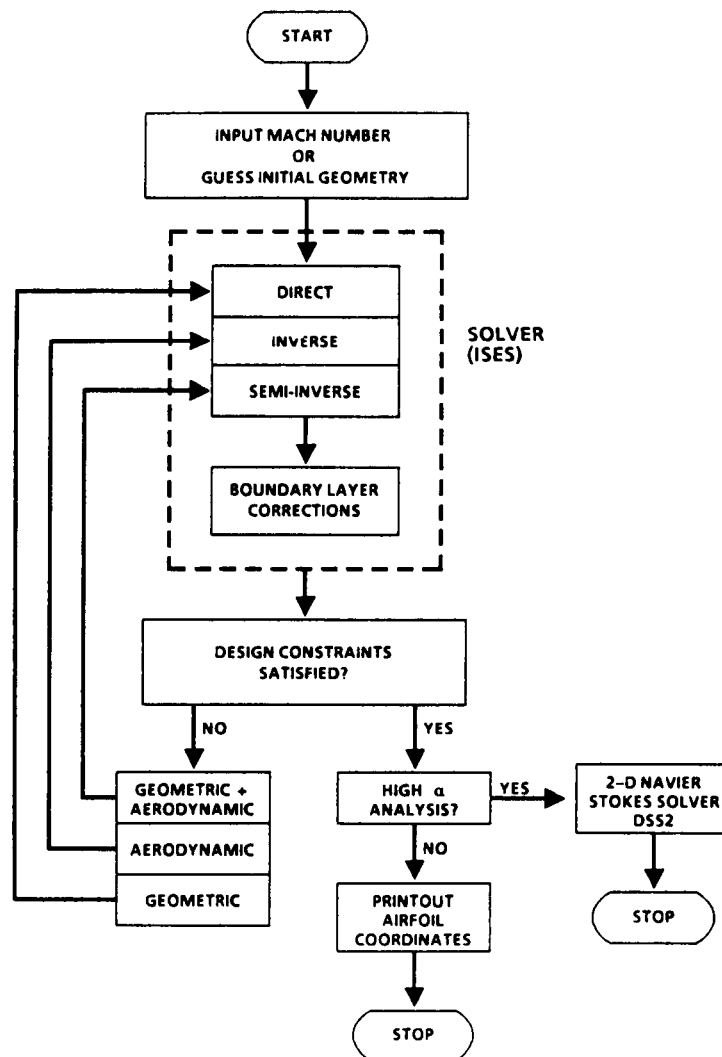 START
INPUT MACH NUMBER
OR
GUESS INITIAL GEOMETRY
DIRECT
INVERSE
SEMI-INVERSE
SOLVER
(ISES)
BOUNDARY LAYER
CORRECTIONS
DESIGN CONSTRAINTS
SATISFIED?
NO
YES
GEOMETRIC +
AERODYNAMIC
AERODYNAMIC
GEOMETRIC
HIGH α
ANALYSIS?
YES
2-D NAVIER
STOKES SOLVER
DSS2
NO
PRINTOUT
AIRFOIL
COORDINATES
STOP
STOP